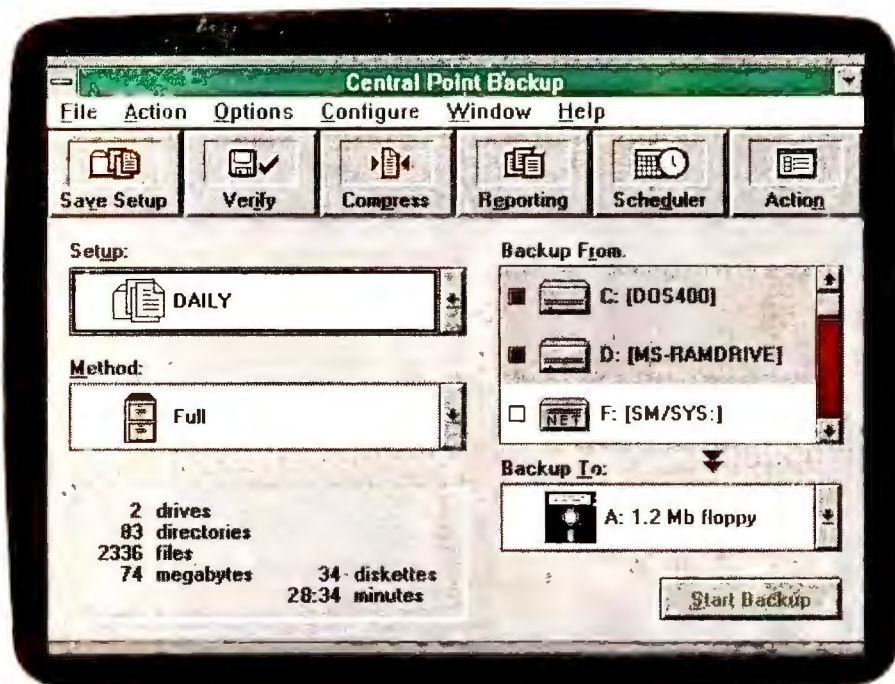 Central Point Backup
File Action Options Configure Window Help
Save Setup Verify Compress Reporting Scheduler Action
Setup:
DAILY
Method:
Full
2 drives
83 directories
2336 files
74 megabytes 34 diskettes
28:34 minutes
Backup From:
C: [DOS400]
D: [MS-RAMDRIVE]
NET F: [SM/SYS:]
Backup To:
A: 1.2 Mb floppy
Start Backup